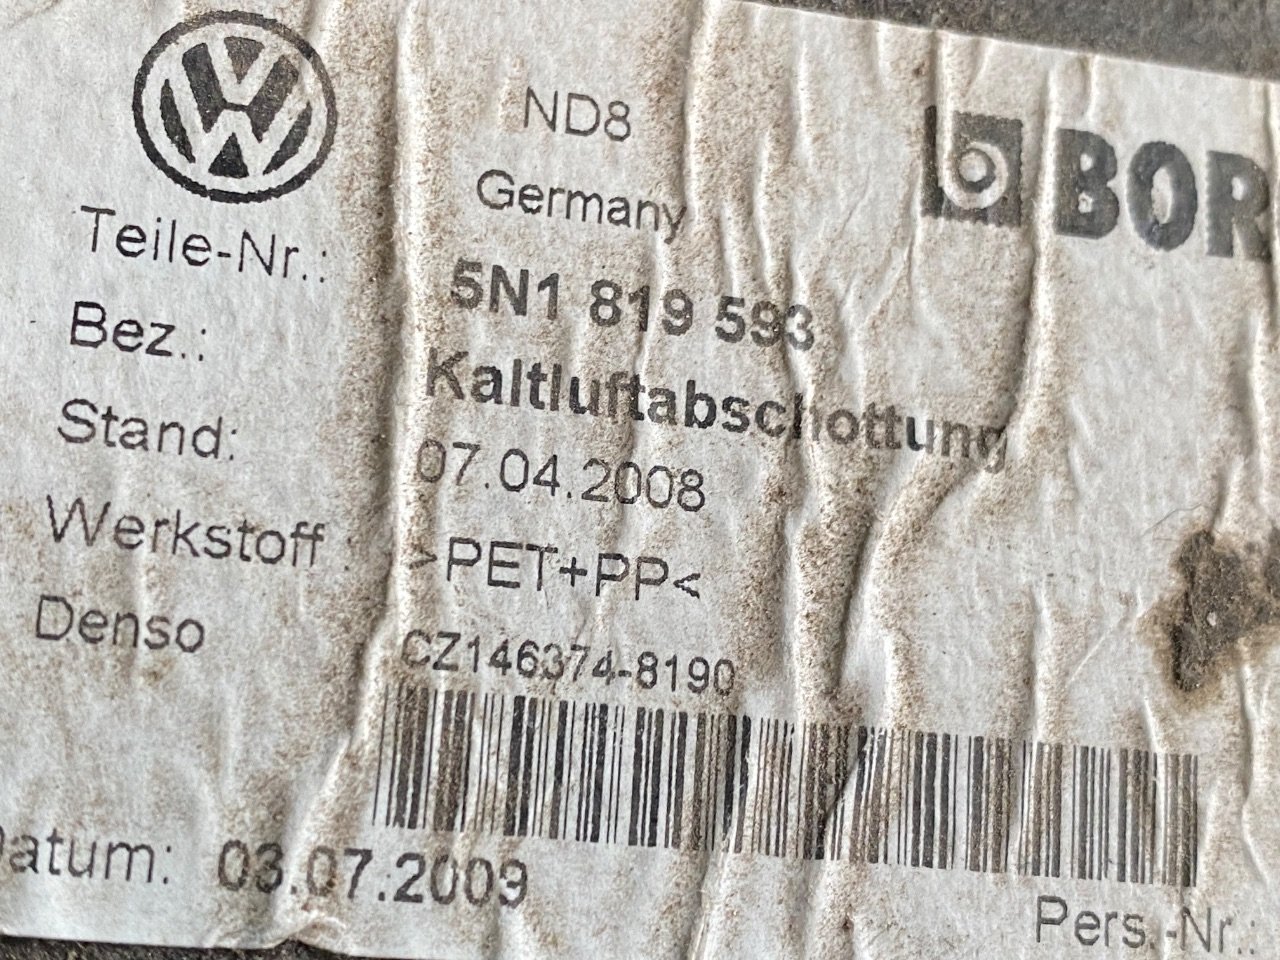 ND8
Germany
BOR
Teile-Nr.: 5N1 819 593
Bez.: Kaltluftabschottung
Stand: 07.04.2008
Werkstoff : >PET+PP<
Denso CZ146374-8190
Datum: 03.07.2009
Pers.-Nr.: